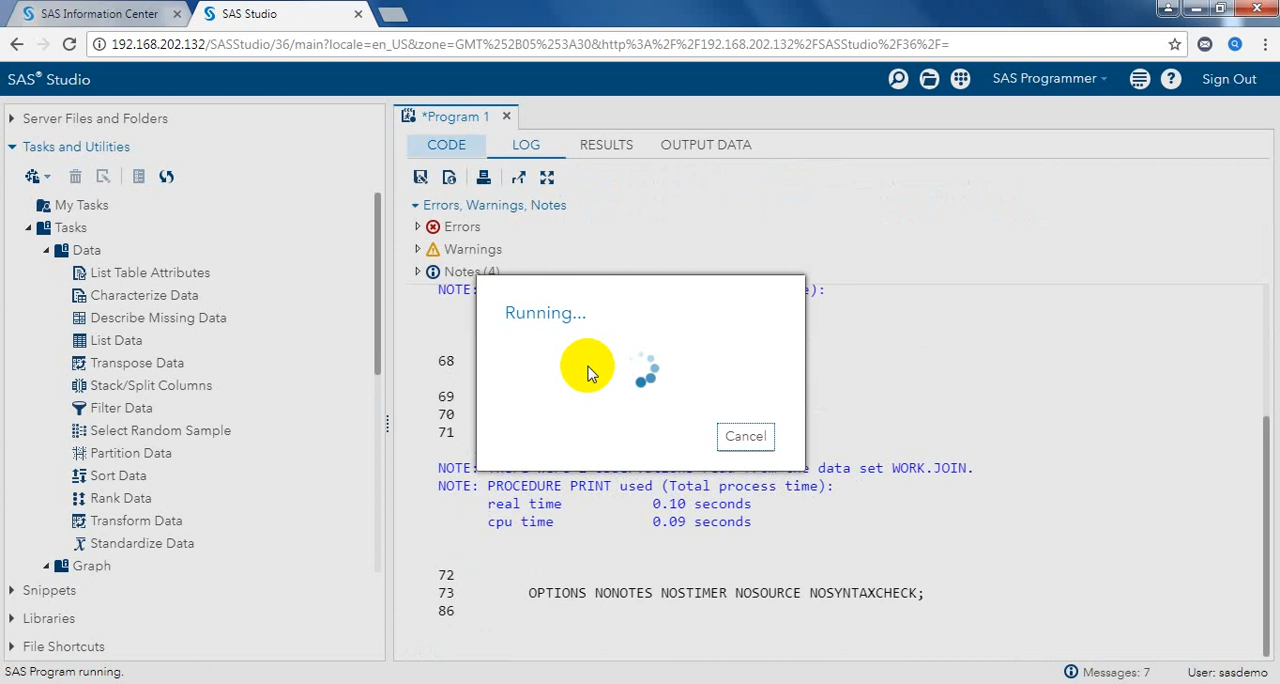 SAS Information Center
SAS Studio
192.168.202.132/SASStudio/36/main?locale=en_US&zone=GMT%252B05%253A30&http%3A%2F%2F192.168.202.132%2FSASStudio%2F36%2F=
SAS® Studio
SAS Programmer
Sign Out
Server Files and Folders
Tasks and Utilities
My Tasks
Tasks
Data
List Table Attributes
Characterize Data
Describe Missing Data
List Data
Transpose Data
Stack/Split Columns
Filter Data
Select Random Sample
Partition Data
Sort Data
Rank Data
Transform Data
Standardize Data
Graph
Snippets
Libraries
File Shortcuts
*Program 1
CODE LOG RESULTS OUTPUT DATA
Errors, Warnings, Notes
Errors
Warnings
Notes (4)
NOTE: ):
Running...
68
69
70
71
Cancel
NOTE: the data set WORK.JOIN.
NOTE: PROCEDURE PRINT used (Total process time):
real time 0.10 seconds
cpu time 0.09 seconds
72
73 OPTIONS NONOTES NOSTIMER NOSOURCE NOSYNTAXCHECK;
86
SAS Program running.
Messages: 7
User: sasdemo